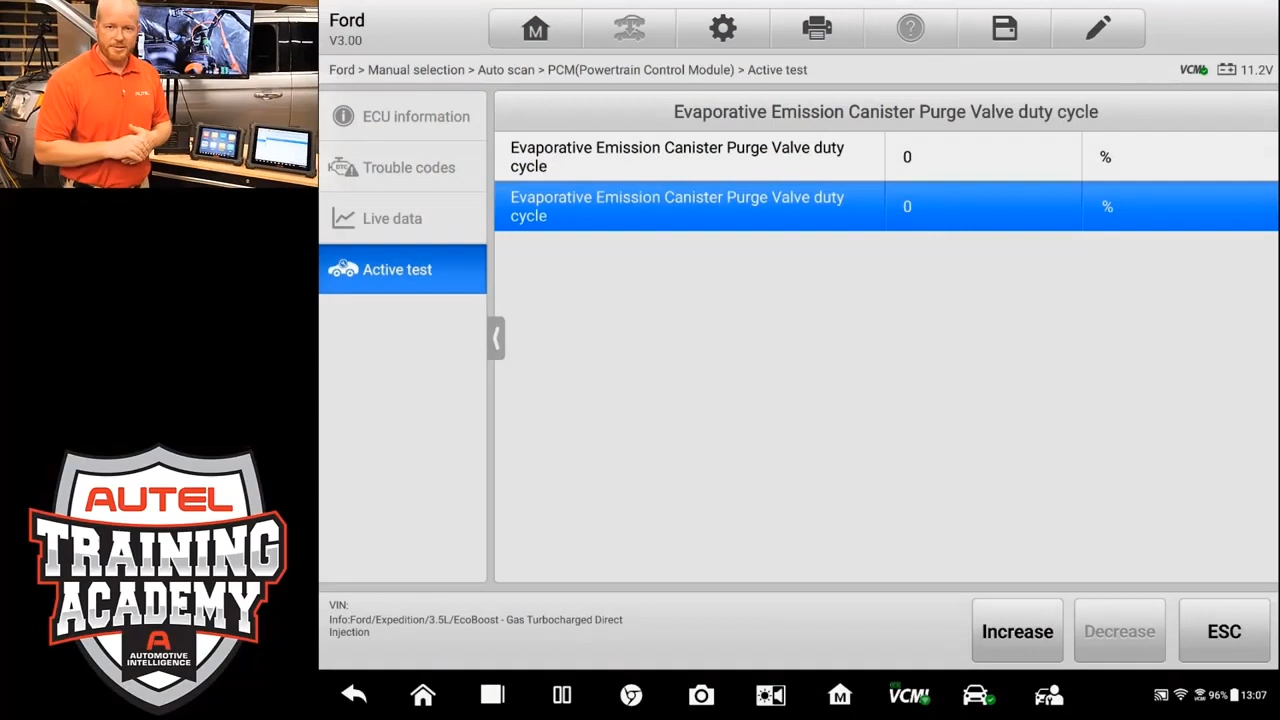 Ford
V3.00
Ford > Manual selection > Auto scan > PCM(Powertrain Control Module) > Active test
VCMI
11.2V
ECU information
Trouble codes
Live data
Active test
Evaporative Emission Canister Purge Valve duty cycle
Evaporative Emission Canister Purge Valve duty
cycle
0
%
Evaporative Emission Canister Purge Valve duty
cycle
0
%
VIN:
Info:Ford/Expedition/3.5L/EcoBoost - Gas Turbocharged Direct
Injection
Increase
Decrease
ESC
AUTEL
TRAINING
ACADEMY
A
AUTOMOTIVE
INTELLIGENCE
M
VCMI
96%
13:07